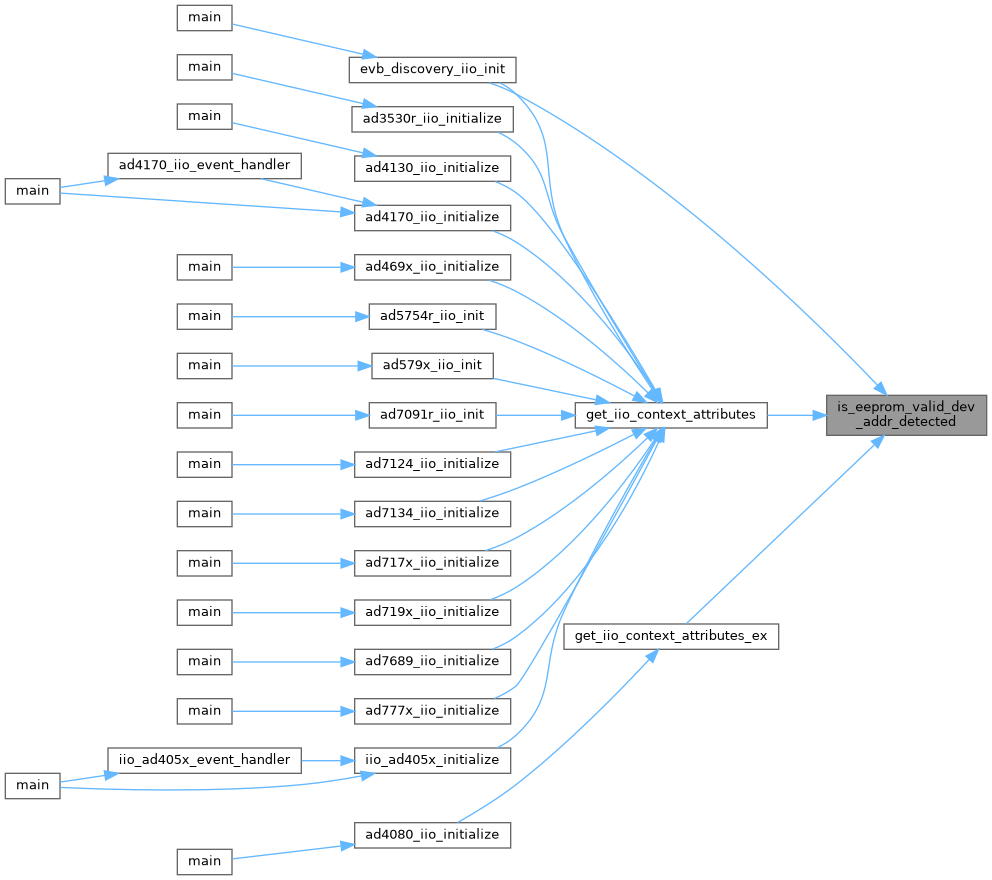 main
evb_discovery_iio_init
main
ad3530r_iio_initialize
main
ad4130_iio_initialize
ad4170_iio_event_handler
main
ad4170_iio_initialize
main
ad469x_iio_initialize
main
ad5754r_iio_init
main
ad579x_iio_init
main
ad7091r_iio_init
get_iio_context_attributes
is_eeprom_valid_dev
_addr_detected
main
ad7124_iio_initialize
main
ad7134_iio_initialize
main
ad717x_iio_initialize
main
ad719x_iio_initialize
get_iio_context_attributes_ex
main
ad7689_iio_initialize
main
ad777x_iio_initialize
iio_ad405x_event_handler
iio_ad405x_initialize
main
ad4080_iio_initialize
main